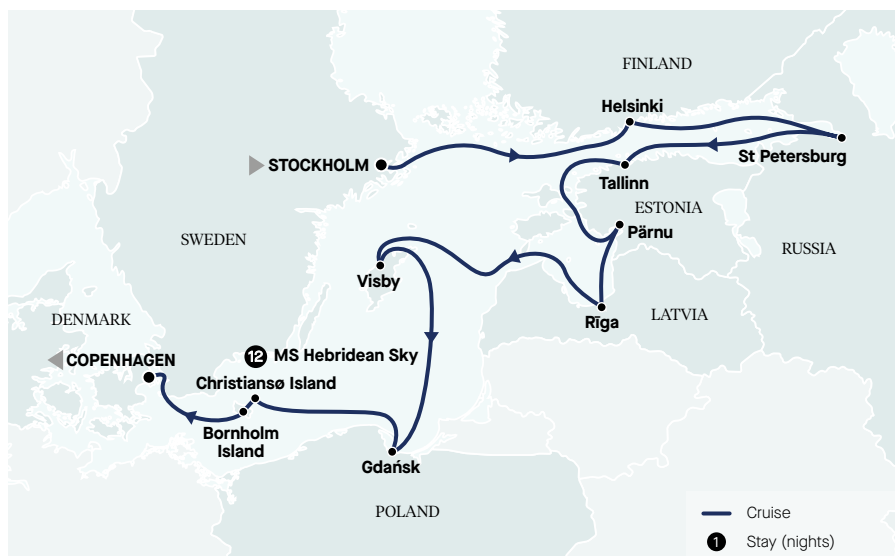 FINLAND
Helsinki
St Petersburg
STOCKHOLM
Tallinn
ESTONIA
Pärnu
SWEDEN
RUSSIA
Visby
Rīga
LATVIA
DENMARK
COPENHAGEN
12 MS Hebridean Sky
Christiansø Island
Bornholm
Island
Gdańsk
POLAND
Cruise
1 Stay (nights)